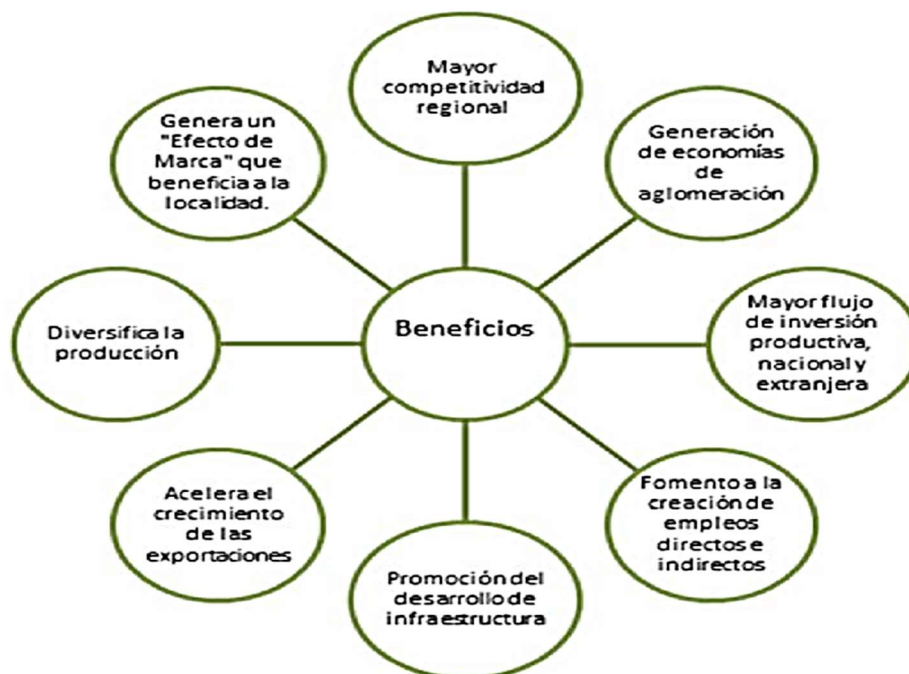 Mayor
competitividad
regional
Generación
de economías
de
aglomeración
Mayor flujo
de inversión
productiva,
nacional y
extranjera
Fomento a la
creación de
empleos
directos e
indirectos
Promoción del
desarrollo de
infraestructura
Acelera el
crecimiento
de las
exportaciones
Diversifica la
producción
Genera un
"Efecto de
Marca" que
beneficia a la
localidad.
Beneficios